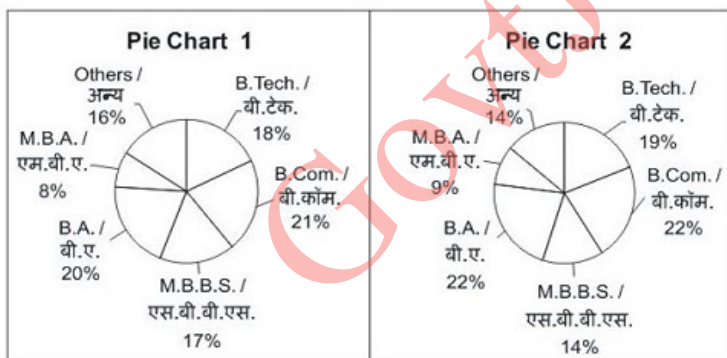 Pie Chart 1
Others /
अन्य
16%
B.Tech. /
बी.टेक.
18%
M.B.A. /
एम.बी.ए.
8%
B.Com. /
बी.कॉम.
21%
B.A. /
बी.ए.
20%
M.B.B.S. /
एस.बी.बी.एस.
17%
Pie Chart 2
Others /
अन्य
14%
B.Tech. /
बी.टेक.
19%
M.B.A. /
एम.बी.ए.
9%
B.Com. /
बी.कॉम.
22%
B.A. /
बी.ए.
22%
M.B.B.S. /
एस.बी.बी.एस.
14%